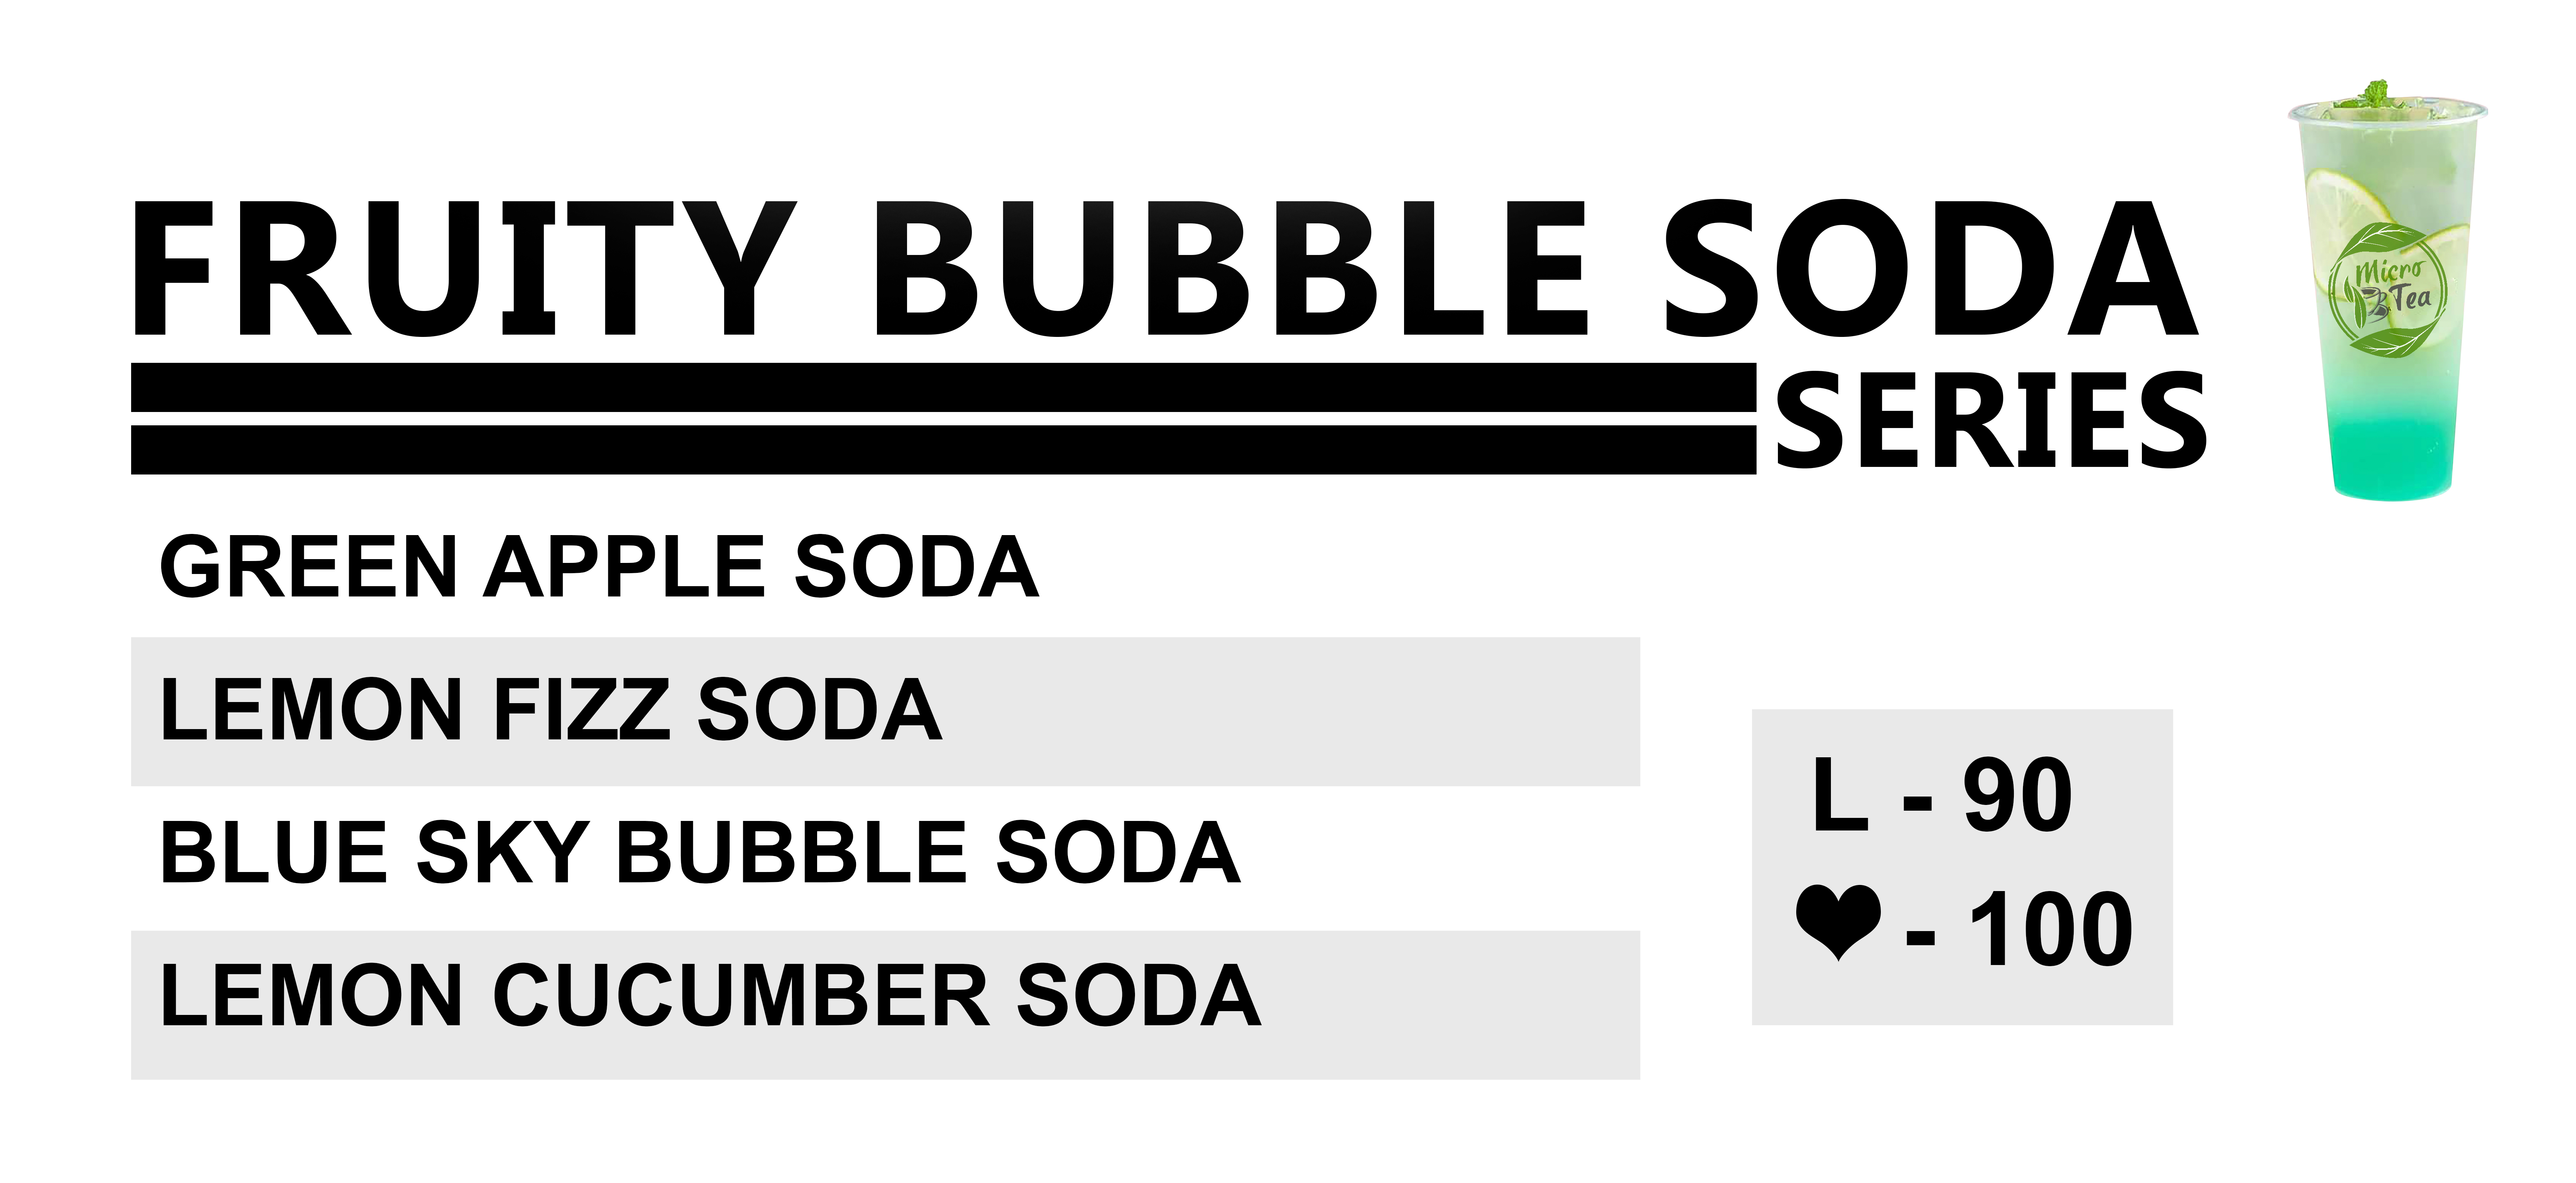 FRUITY BUBBLE SODA
SERIES
Micro
Tea
GREEN APPLE SODA
LEMON FIZZ SODA
BLUE SKY BUBBLE SODA
LEMON CUCUMBER SODA
L - 90
❤ - 100